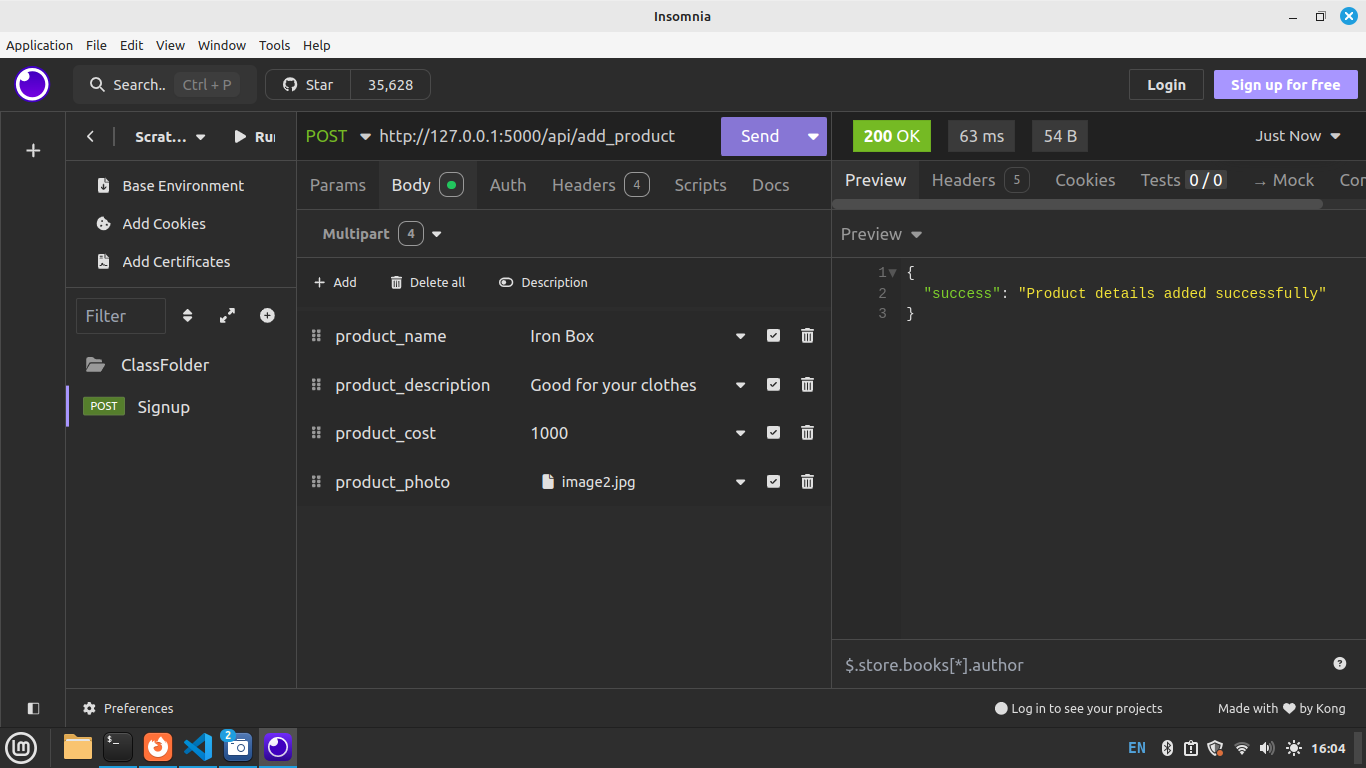 Insomnia
Application File Edit View Window Tools Help
Search.. Ctrl + P Star 35,628 Login Sign up for free
Scrat... Run
Base Environment
Add Cookies
Add Certificates
Filter
ClassFolder
POST Signup
POST http://127.0.0.1:5000/api/add_product Send
Params Body Auth Headers 4 Scripts Docs
Multipart 4
Add Delete all Description
product_name Iron Box
product_description Good for your clothes
product_cost 1000
product_photo image2.jpg
200 OK 63 ms 54 B Just Now
Preview Headers 5 Cookies Tests 0 / 0 → Mock Con
Preview
1 {
2 "success": "Product details added successfully"
3 }
$.store.books[*].author
Preferences Log in to see your projects Made with ❤ by Kong
2 EN 16:04